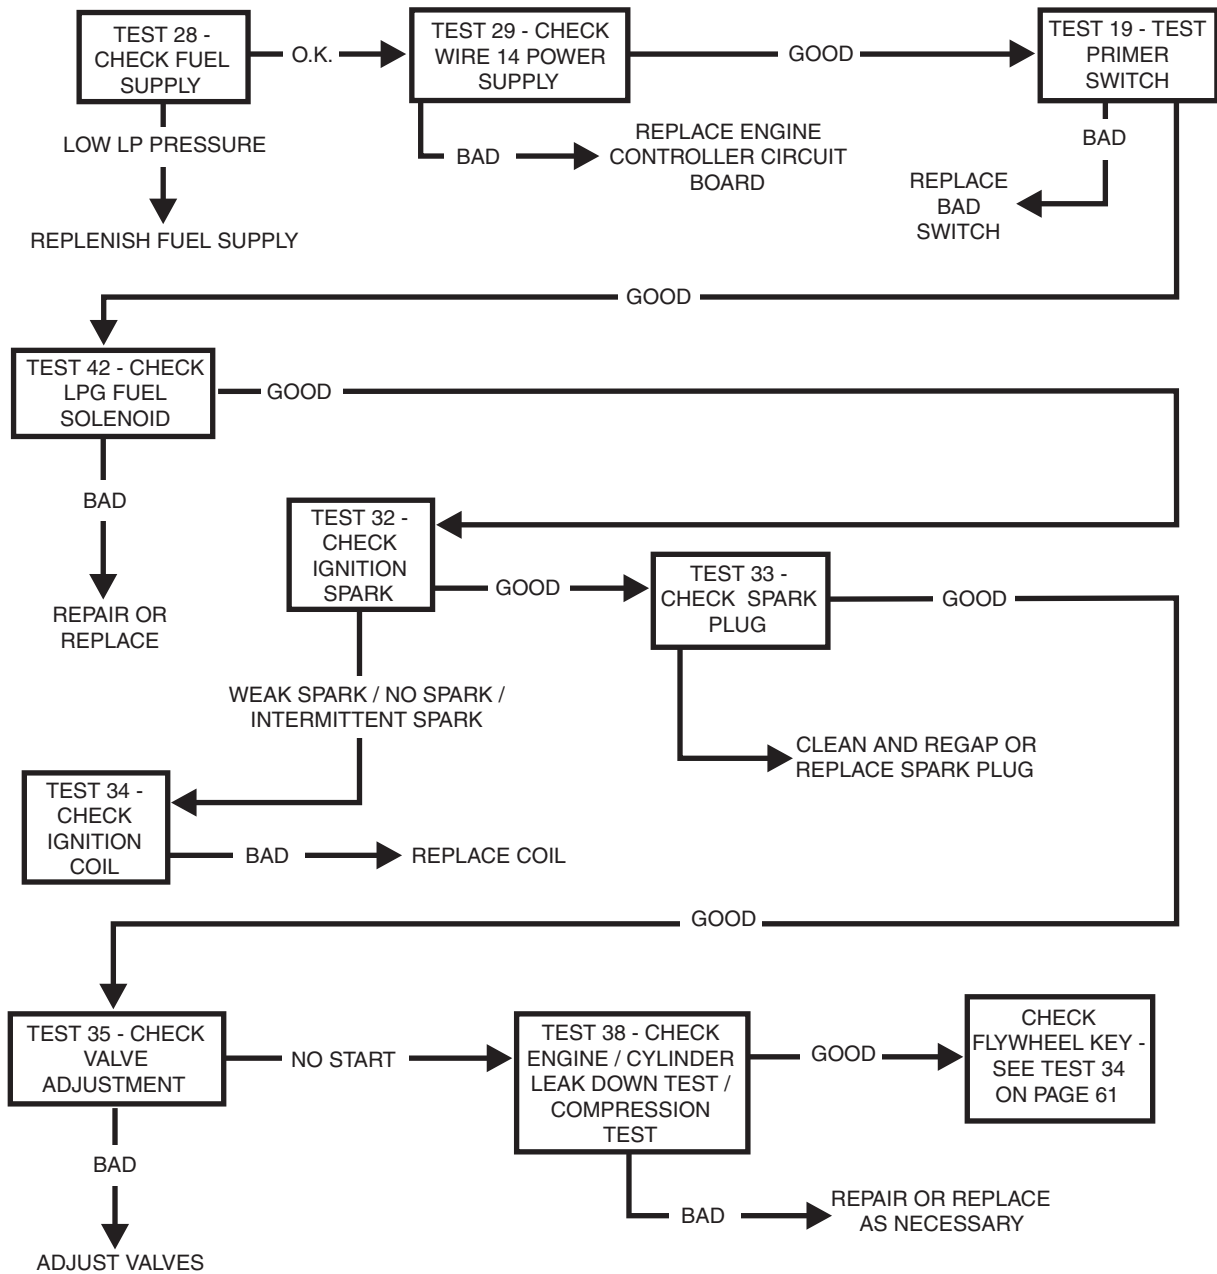 TEST 28 -
CHECK FUEL
SUPPLY
O.K.
TEST 29 - CHECK
WIRE 14 POWER
SUPPLY
GOOD
TEST 19 - TEST
PRIMER
SWITCH
LOW LP PRESSURE
REPLENISH FUEL SUPPLY
BAD
REPLACE ENGINE
CONTROLLER CIRCUIT
BOARD
BAD
REPLACE
BAD
SWITCH
GOOD
TEST 42 - CHECK
LPG FUEL
SOLENOID
GOOD
BAD
REPAIR OR
REPLACE
TEST 32 -
CHECK
IGNITION
SPARK
GOOD
TEST 33 -
CHECK SPARK
PLUG
GOOD
WEAK SPARK / NO SPARK /
INTERMITTENT SPARK
CLEAN AND REGAP OR
REPLACE SPARK PLUG
TEST 34 -
CHECK
IGNITION
COIL
BAD
REPLACE COIL
GOOD
TEST 35 - CHECK
VALVE
ADJUSTMENT
NO START
TEST 38 - CHECK
ENGINE / CYLINDER
LEAK DOWN TEST /
COMPRESSION
TEST
GOOD
CHECK
FLYWHEEL KEY -
SEE TEST 34
ON PAGE 61
BAD
ADJUST VALVES
BAD
REPAIR OR REPLACE
AS NECESSARY